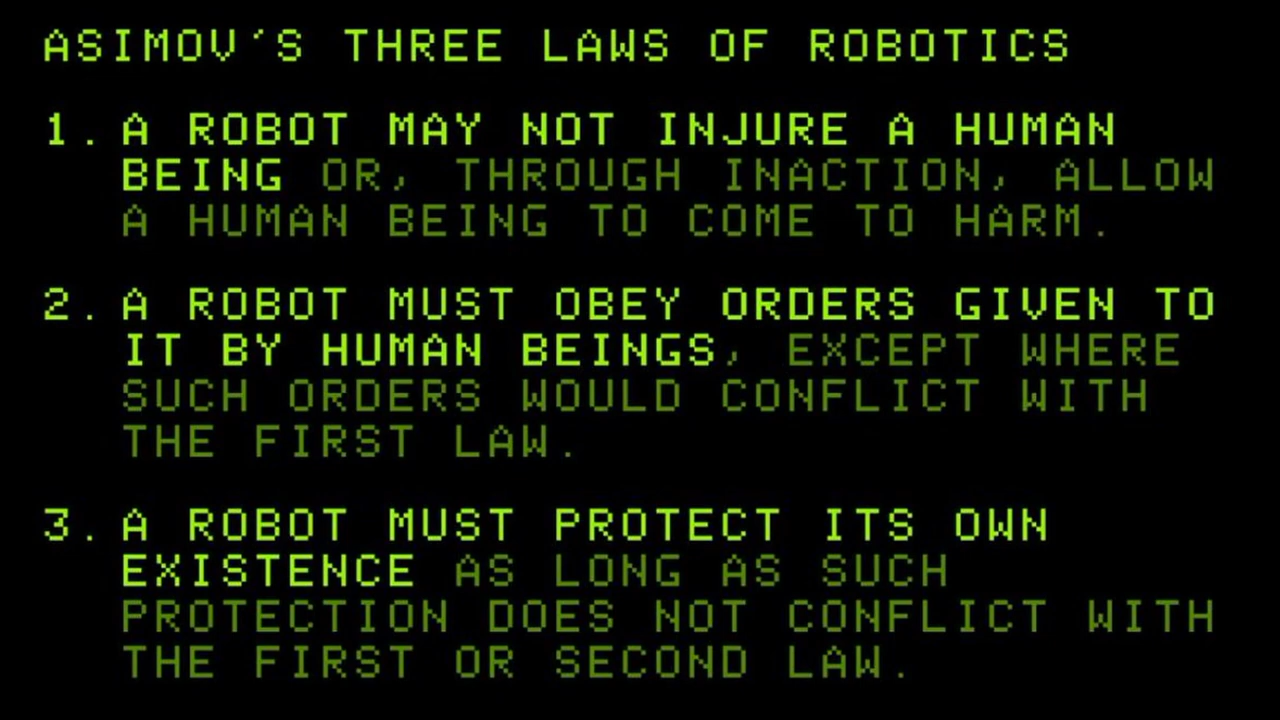 ASIMOV´S THREE LAWS OF ROBOTICS
1. A ROBOT MAY NOT INJURE A HUMAN
BEING OR, THROUGH INACTION, ALLOW
A HUMAN BEING TO COME TO HARM.
2. A ROBOT MUST OBEY ORDERS GIVEN TO
IT BY HUMAN BEINGS, EXCEPT WHERE
SUCH ORDERS WOULD CONFLICT WITH
THE FIRST LAW.
3. A ROBOT MUST PROTECT ITS OWN
EXISTENCE AS LONG AS SUCH
PROTECTION DOES NOT CONFLICT WITH
THE FIRST OR SECOND LAW.